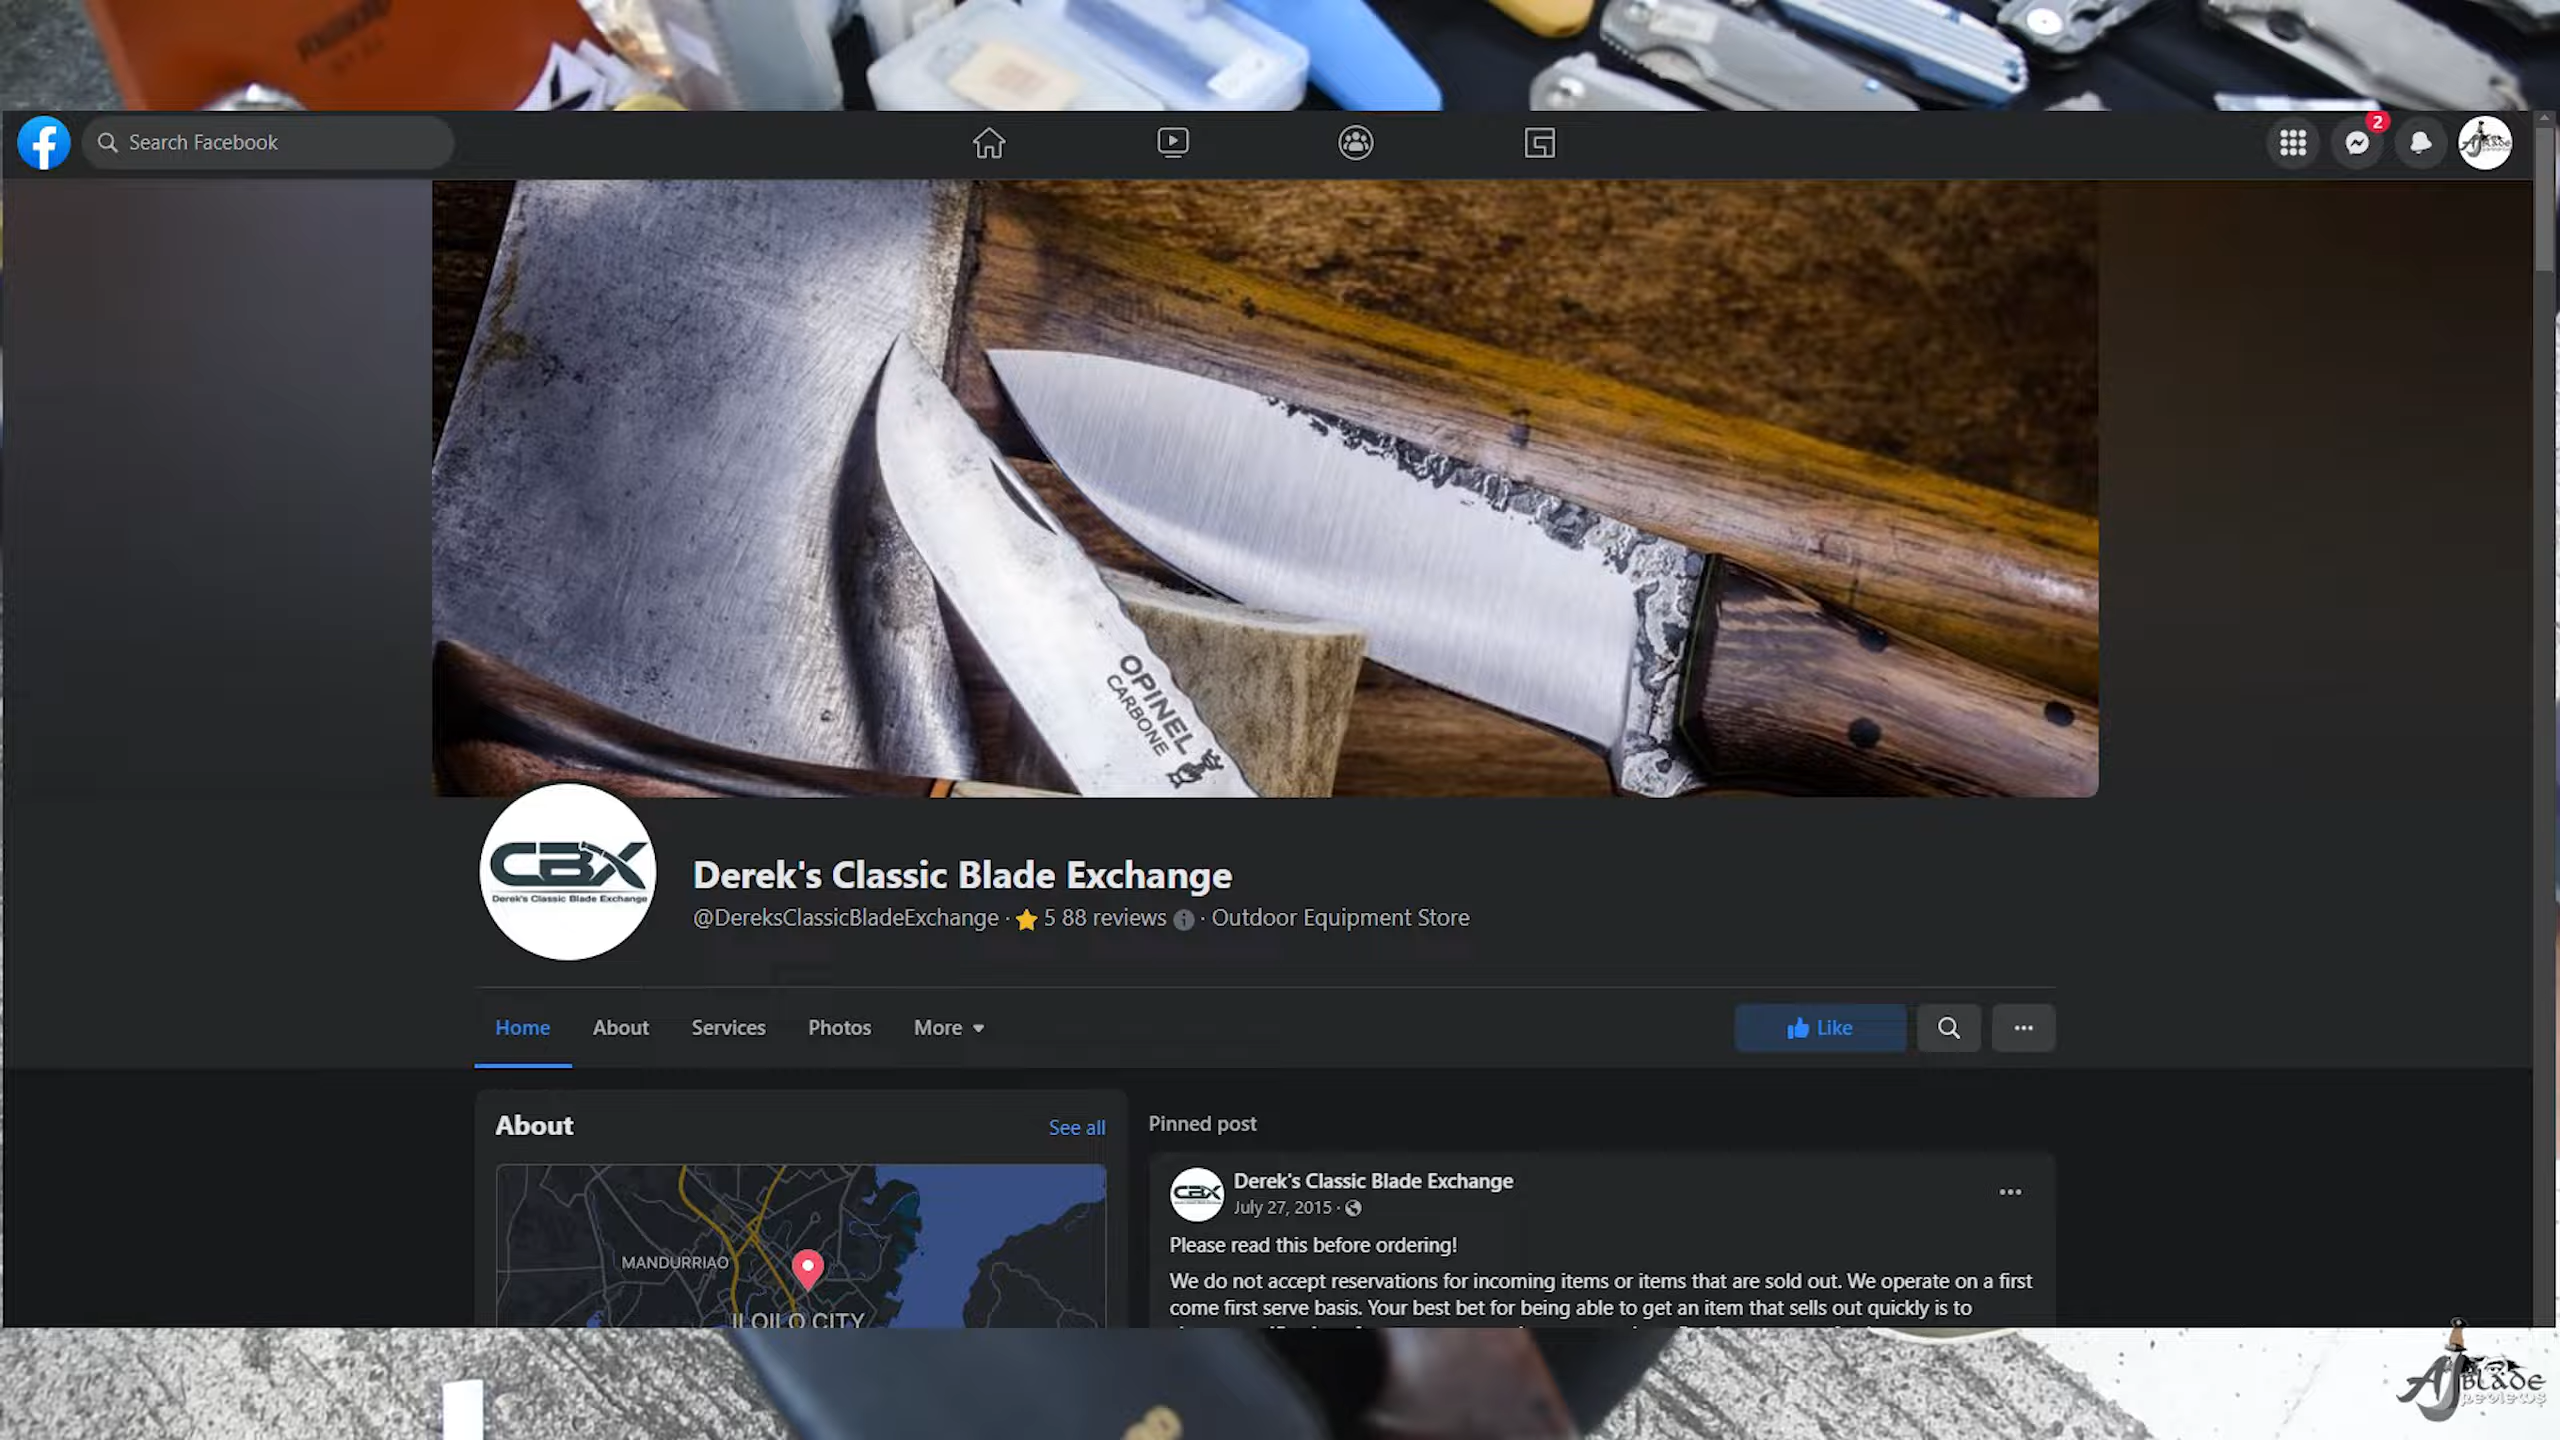 Search Facebook
2
OPINEL
CARBONE
CBX
Derek's Classic Blade Exchange
Derek's Classic Blade Exchange
@DereksClassicBladeExchange · 5 88 reviews · Outdoor Equipment Store
Home
About
Services
Photos
More
Like
About
See all
MANDURRIAO
ILOILO CITY
Pinned post
CBX
Derek's Classic Blade Exchange
July 27, 2015 ·
Please read this before ordering!
We do not accept reservations for incoming items or items that are sold out. We operate on a first
come first serve basis. Your best bet for being able to get an item that sells out quickly is to
AJ BLADE
Reviews